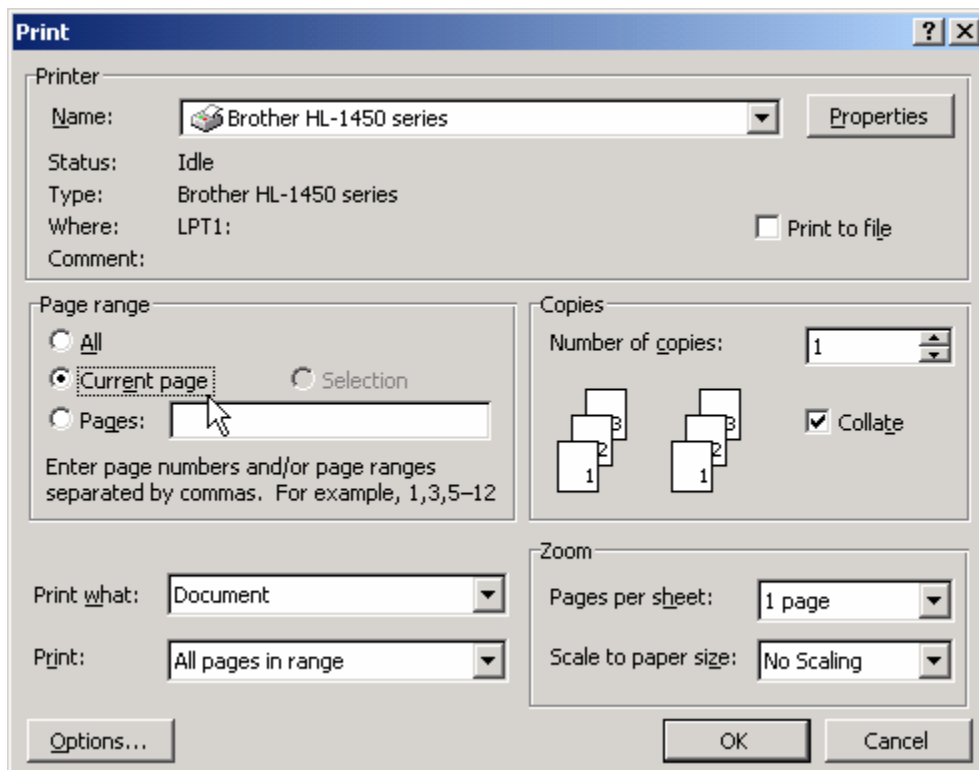 Print
Printer
Name: Brother HL-1450 series Properties
Status: Idle
Type: Brother HL-1450 series
Where: LPT1: Print to file
Comment:
Page range
All
Current page Selection
Pages:
Enter page numbers and/or page ranges
separated by commas. For example, 1,3,5–12
Copies
Number of copies: 1
3 3
2 2
1 1
Collate
Print what: Document
Print: All pages in range
Zoom
Pages per sheet: 1 page
Scale to paper size: No Scaling
Options... OK Cancel